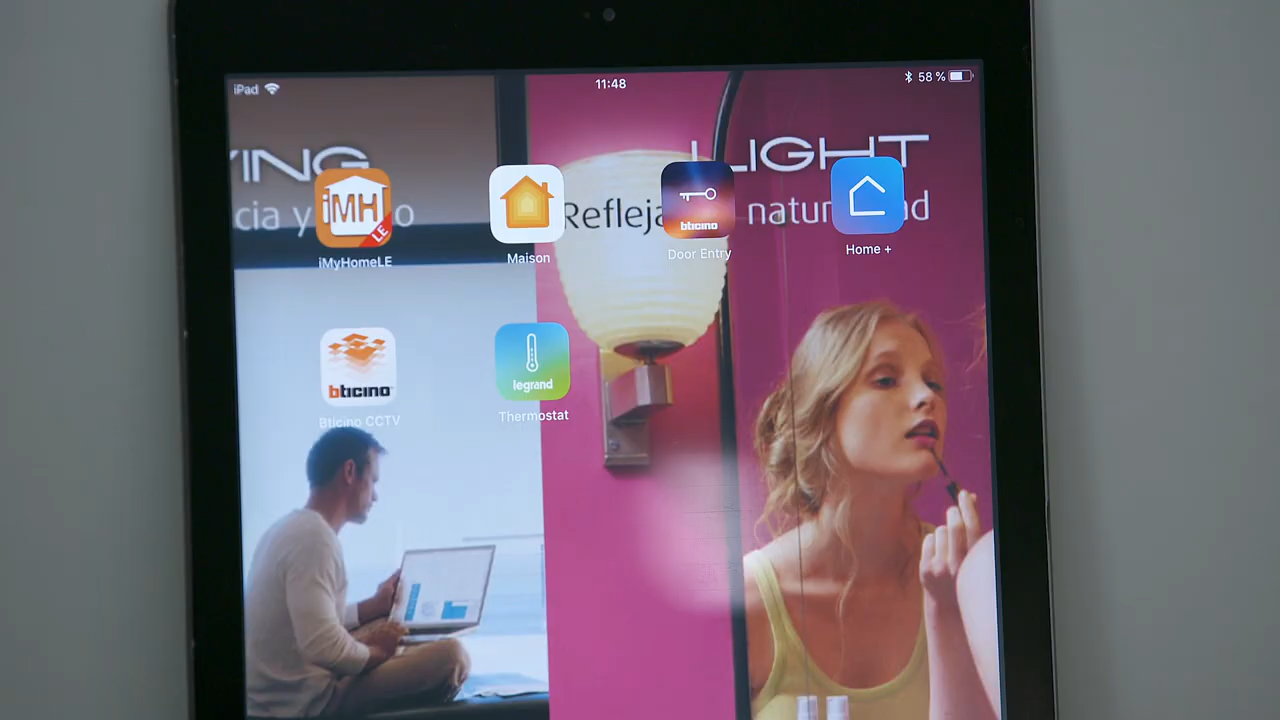 iPad 11:48 58 %
YING LIGHT
cia y o Refleja natur d
iMH LE
bticino
iMyHomeLE Maison Door Entry Home +
bticino legrand
Bticino CCTV Thermostat